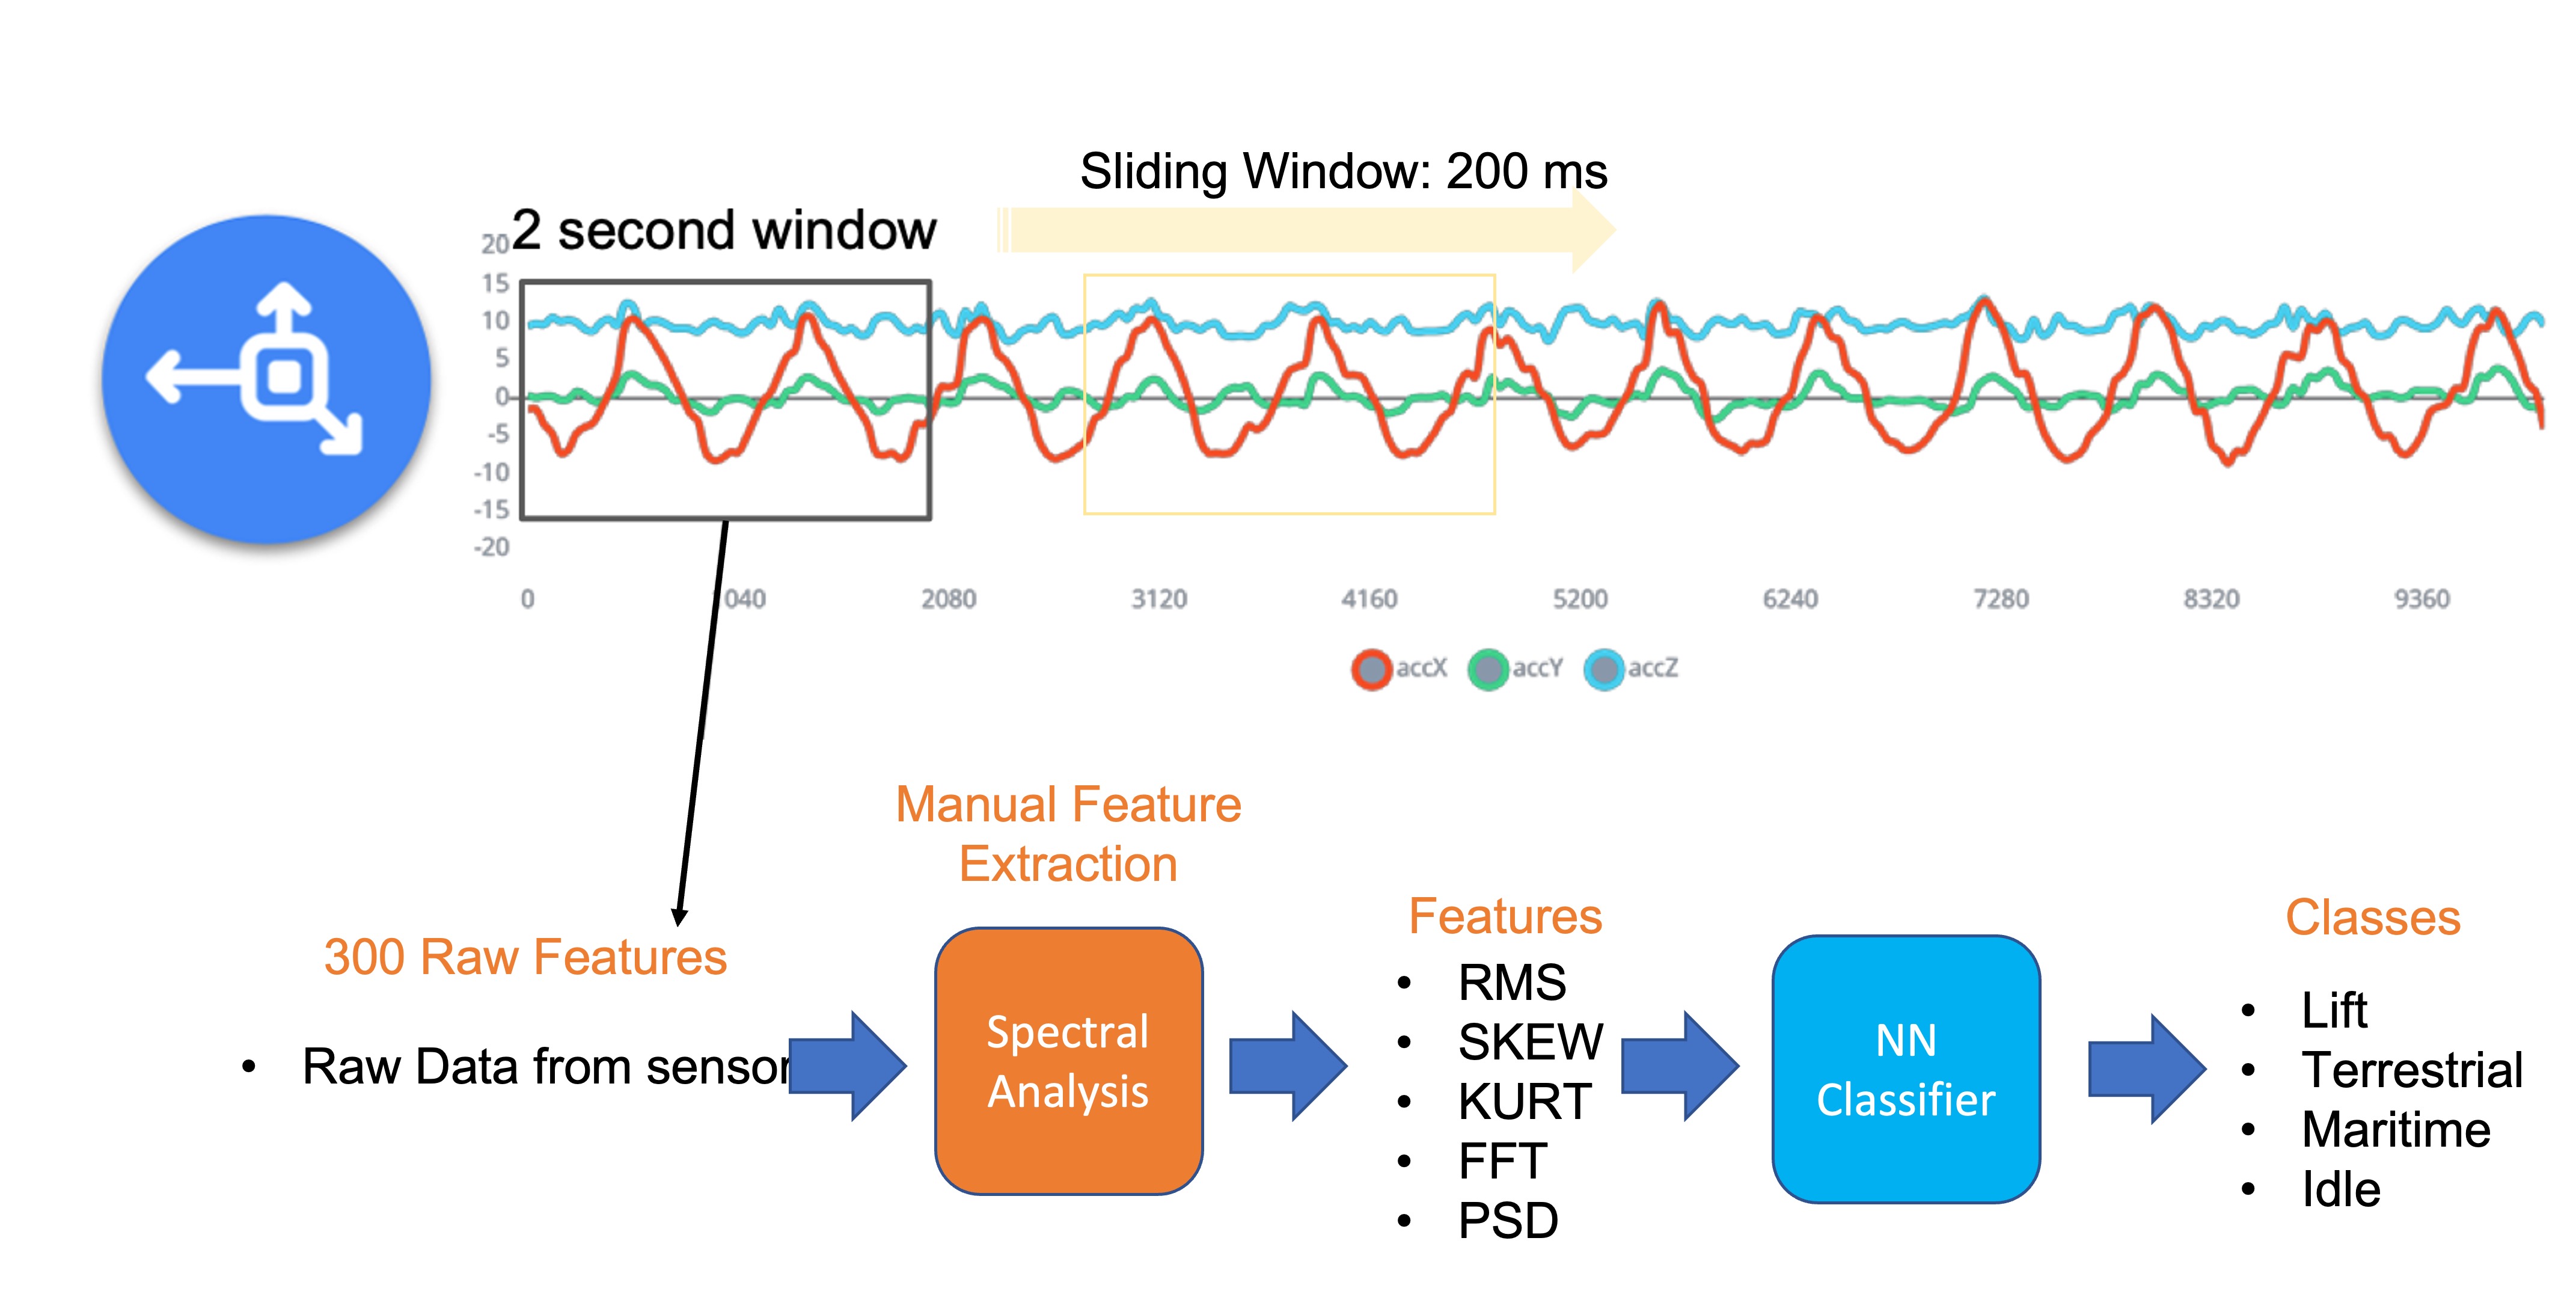 Sliding Window: 200 ms
2 second window
20
15
10
5
0
-5
-10
-15
-20
0 040 2080 3120 4160 5200 6240 7280 8320 9360
accX accY accZ
Manual Feature
Extraction
300 Raw Features
• Raw Data from sensor
Spectral
Analysis
Features
• RMS
• SKEW
• KURT
• FFT
• PSD
NN
Classifier
Classes
• Lift
• Terrestrial
• Maritime
• Idle